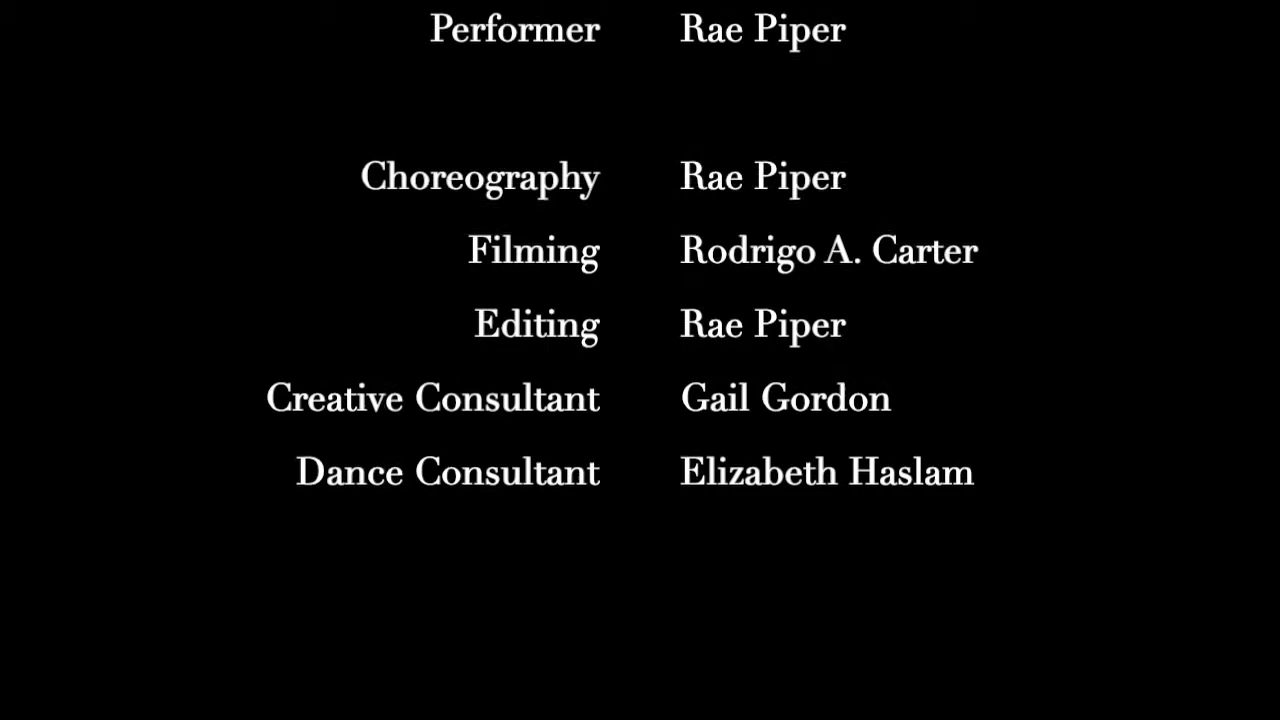 Performer Rae Piper
Choreography Rae Piper
Filming Rodrigo A. Carter
Editing Rae Piper
Creative Consultant Gail Gordon
Dance Consultant Elizabeth Haslam